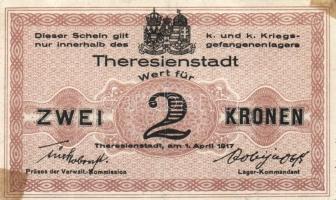 Dieser Schein gilt k. und k. Kriegs-
nur innerhalb des gefangenenlagers
Theresienstadt
Wert für
ZWEI 2 KRONEN
Theresienstadt, am 1. April 1917
Präses der Verwalt.-Kommission Lager-Kommandant